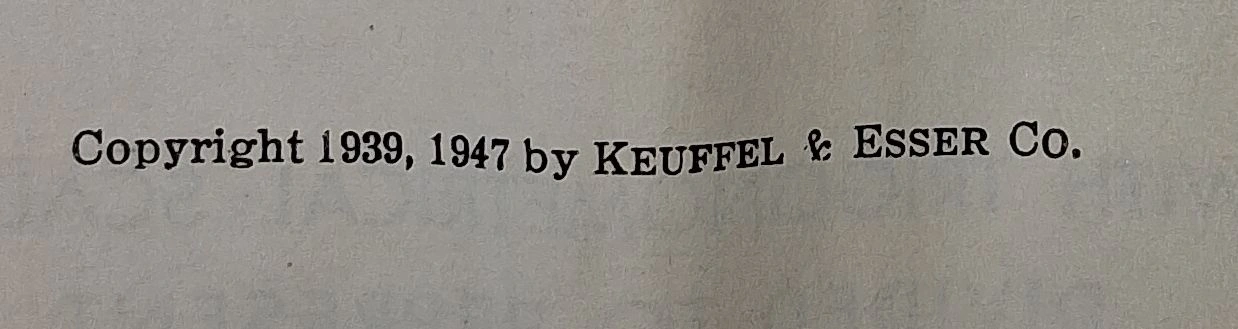 Copyright 1939, 1947 by KEUFFEL & ESSER CO.